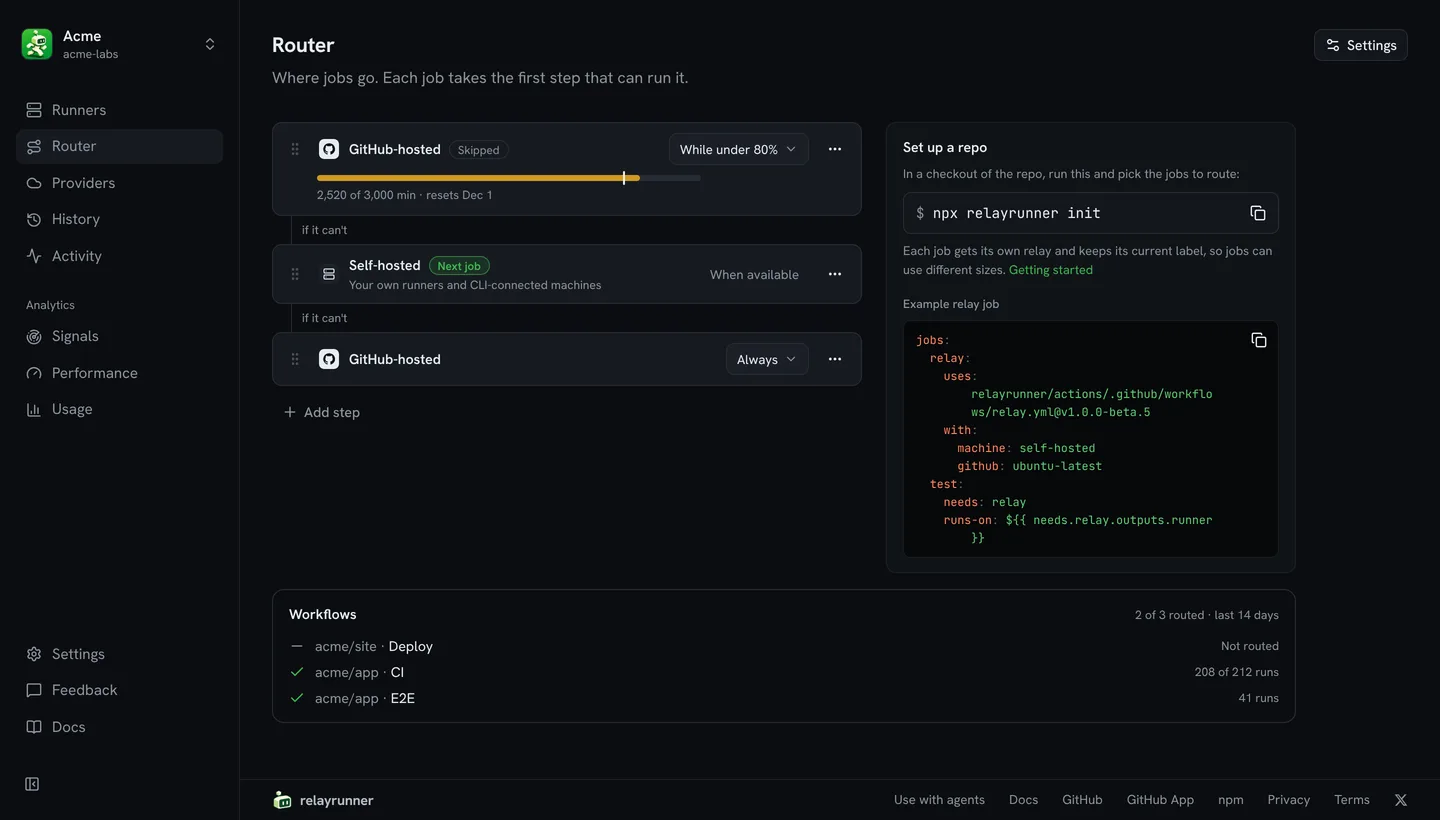 Acme
acme-labs
Runners
Router
Providers
History
Activity
Analytics
Signals
Performance
Usage
Settings
Feedback
Docs
Router
Where jobs go. Each job takes the first step that can run it.
Settings
GitHub-hosted Skipped While under 80%
2,520 of 3,000 min · resets Dec 1
if it can't
Self-hosted Next job
Your own runners and CLI-connected machines
When available
if it can't
GitHub-hosted Always
Add step
Set up a repo
In a checkout of the repo, run this and pick the jobs to route:
$ npx relayrunner init
Each job gets its own relay and keeps its current label, so jobs can
use different sizes. Getting started
Example relay job
jobs:
relay:
uses:
relayrunner/actions/.github/workflo
ws/relay.yml@v1.0.0-beta.5
with:
machine: self-hosted
github: ubuntu-latest
test:
needs: relay
runs-on: ${{ needs.relay.outputs.runner
}}
Workflows 2 of 3 routed · last 14 days
acme/site · Deploy Not routed
acme/app · CI 208 of 212 runs
acme/app · E2E 41 runs
relayrunner
Use with agents Docs GitHub GitHub App npm Privacy Terms